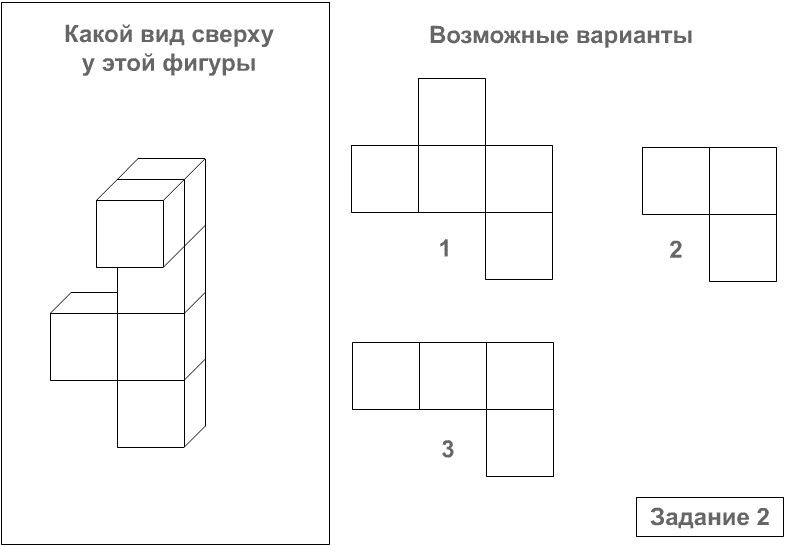 Какой вид сверху
у этой фигуры
Возможные варианты
1
2
3
Задание 2